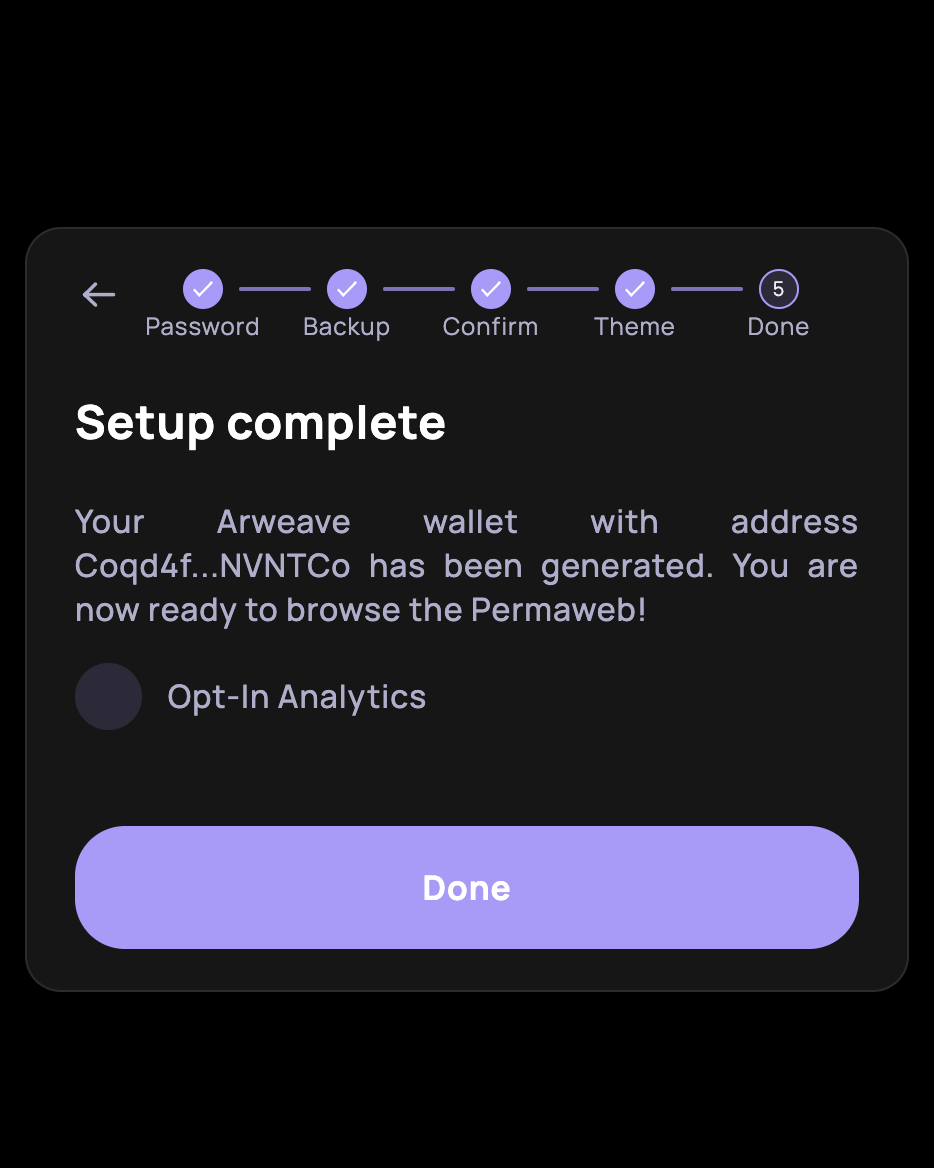 5
Password Backup Confirm Theme Done
Setup complete
Your Arweave wallet with address
Coqd4f...NVNTCo has been generated. You are
now ready to browse the Permaweb!
Opt-In Analytics
Done